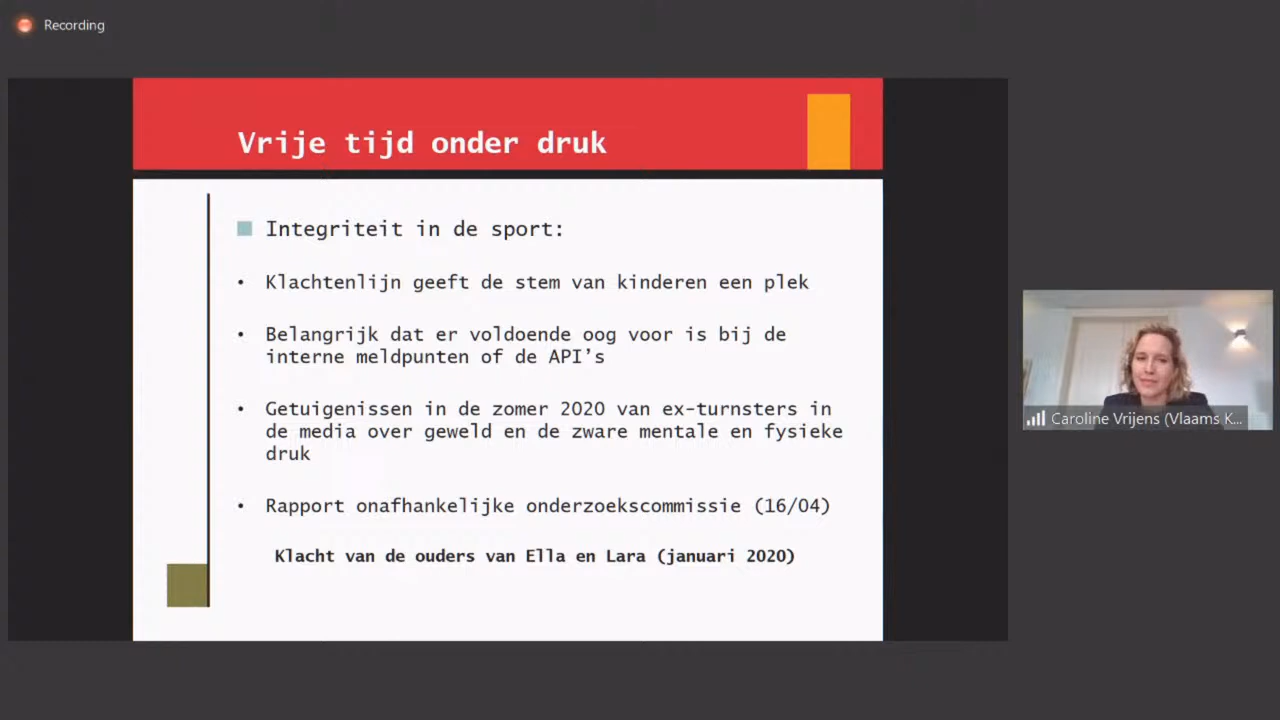 Recording
Vrije tijd onder druk
Integriteit in de sport:
• Klachtenlijn geeft de stem van kinderen een plek
• Belangrijk dat er voldoende oog voor is bij de
interne meldpunten of de API's
• Getuigenissen in de zomer 2020 van ex-turnsters in
de media over geweld en de zware mentale en fysieke
druk
• Rapport onafhankelijke onderzoekscommissie (16/04)
Klacht van de ouders van Ella en Lara (januari 2020)
Caroline Vrijens (Vlaams K...